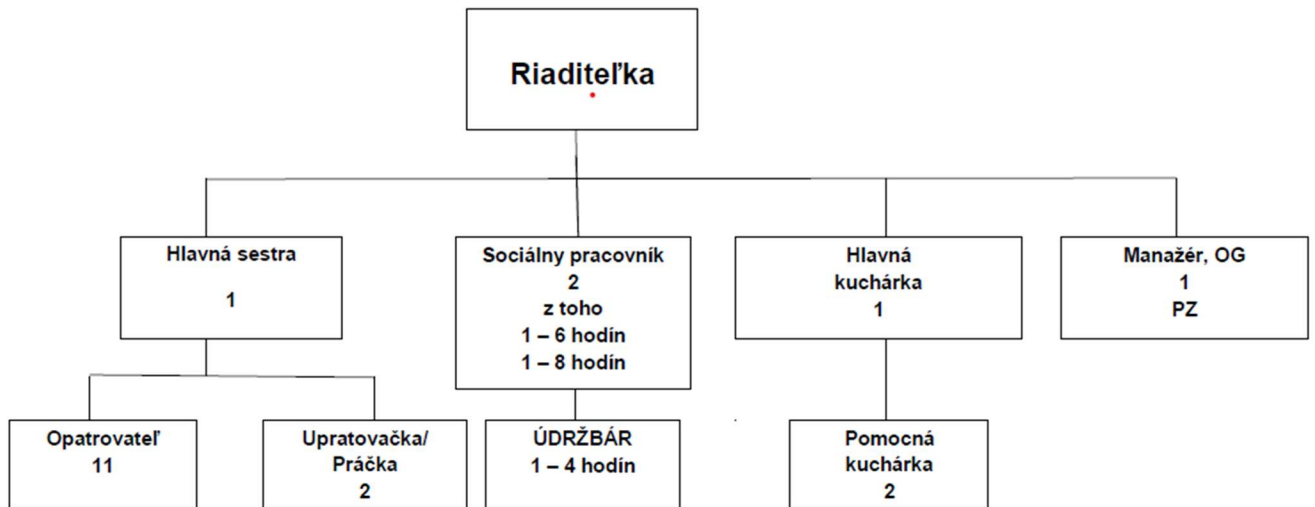 Riaditeľka
Hlavná sestra
1
Sociálny pracovník
2
z toho
1 – 6 hodín
1 – 8 hodín
Hlavná
kuchárka
1
Manažér, OG
1
PZ
Opatrovateľ
11
Upratovačka/
Práčka
2
ÚDRŽBÁR
1 – 4 hodín
Pomocná
kuchárka
2